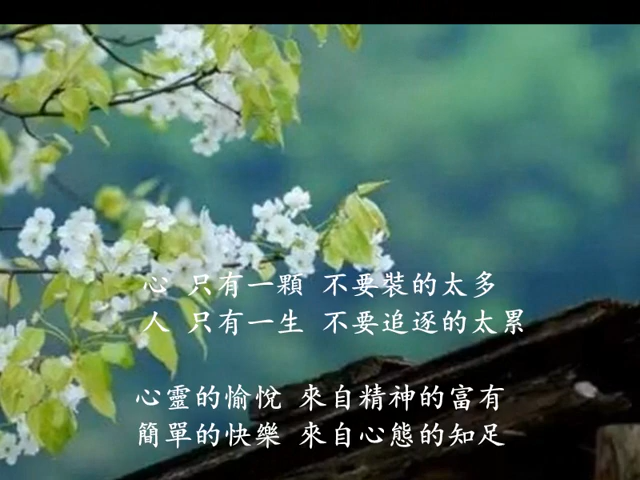 心 只有一顆 不要裝的太多
人 只有一生 不要追逐的太累
心靈的愉悅 來自精神的富有
簡單的快樂 來自心態的知足